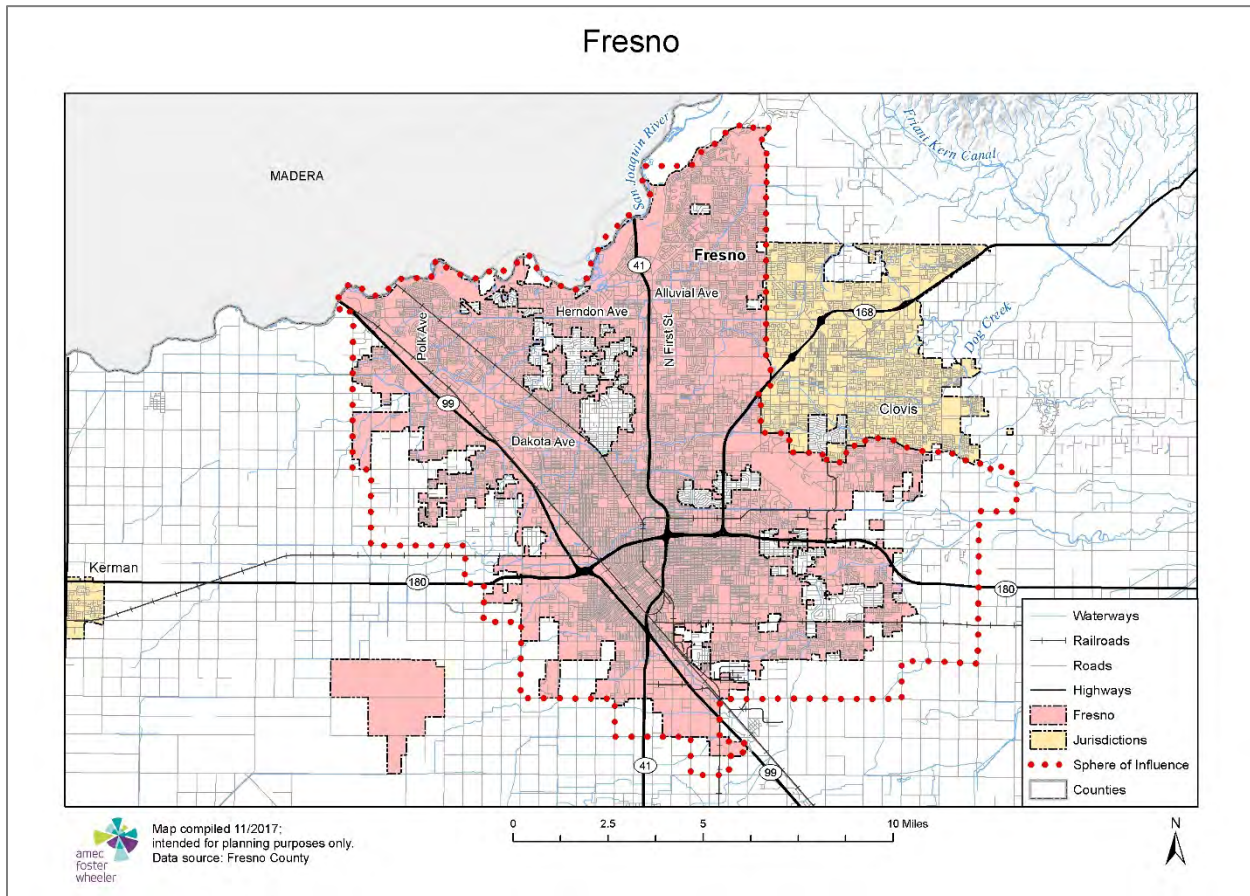 Fresno
MADERA
San Joaquin River
Friant Kern Canal
41
Fresno
Alluvial Ave
Herndon Ave
168
Dog Creek
Polk Ave
N First St
99
Clovis
Dakota Ave
Kerman
180
180
41
99
Waterways
Railroads
Roads
Highways
Fresno
Jurisdictions
Sphere of Influence
Counties
amec
foster
wheeler
Map compiled 11/2017;
intended for planning purposes only.
Data source: Fresno County
0 2.5 5 10 Miles
N